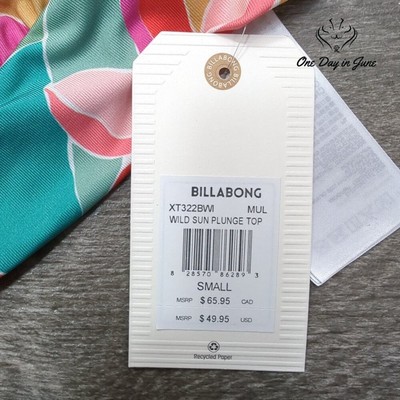 One Day in June
BILLABONG
BILLABONG
XT322BWI MUL
WILD SUN PLUNGE TOP
8 28570 86289 3
SMALL
MSRP $ 65.95 CAD
MSRP $ 49.95 USD
Recycled Paper